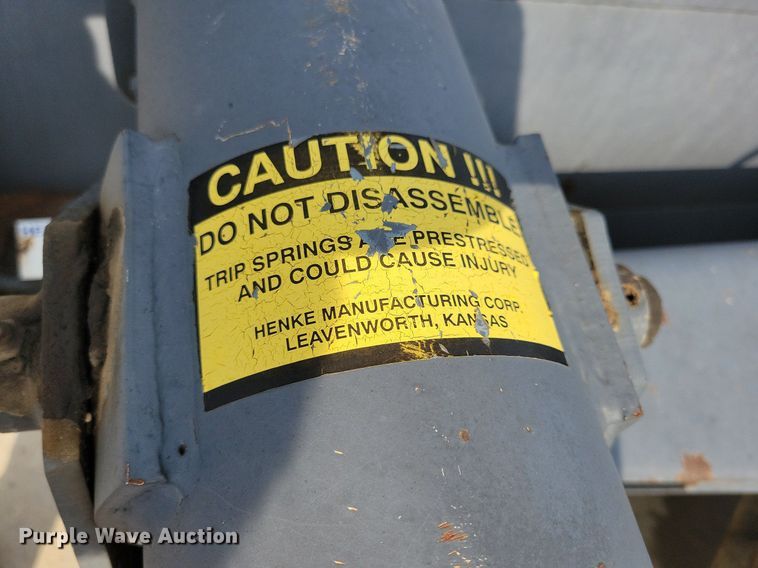 CAUTION !!!
DO NOT DISASSEMBLE
TRIP SPRINGS ARE PRESTRESSED
AND COULD CAUSE INJURY
HENKE MANUFACTURING CORP.
LEAVENWORTH, KANSAS
Purple Wave Auction